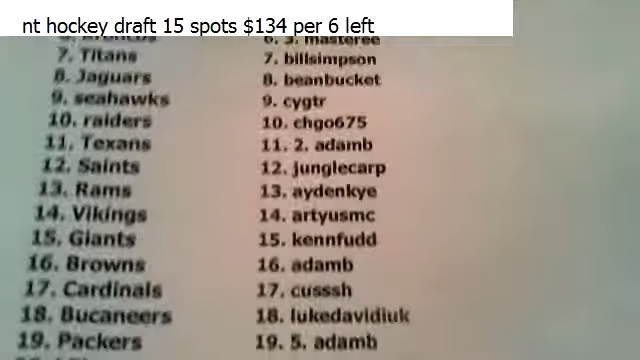 nt hockey draft 15 spots $134 per 6 left
6. Broncos 6. 3. masteree
7. Titans 7. billsimpson
8. Jaguars 8. beanbucket
9. seahawks 9. cygtr
10. raiders 10. chgo675
11. Texans 11. 2. adamb
12. Saints 12. junglecarp
13. Rams 13. aydenkye
14. Vikings 14. artyusmc
15. Giants 15. kennfudd
16. Browns 16. adamb
17. Cardinals 17. cusssh
18. Bucaneers 18. lukedavidiuk
19. Packers 19. 5. adamb